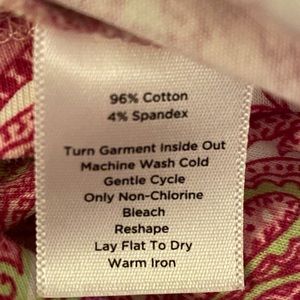 96% Cotton
4% Spandex
Turn Garment Inside Out
Machine Wash Cold
Gentle Cycle
Only Non-Chlorine
Bleach
Reshape
Lay Flat To Dry
Warm Iron